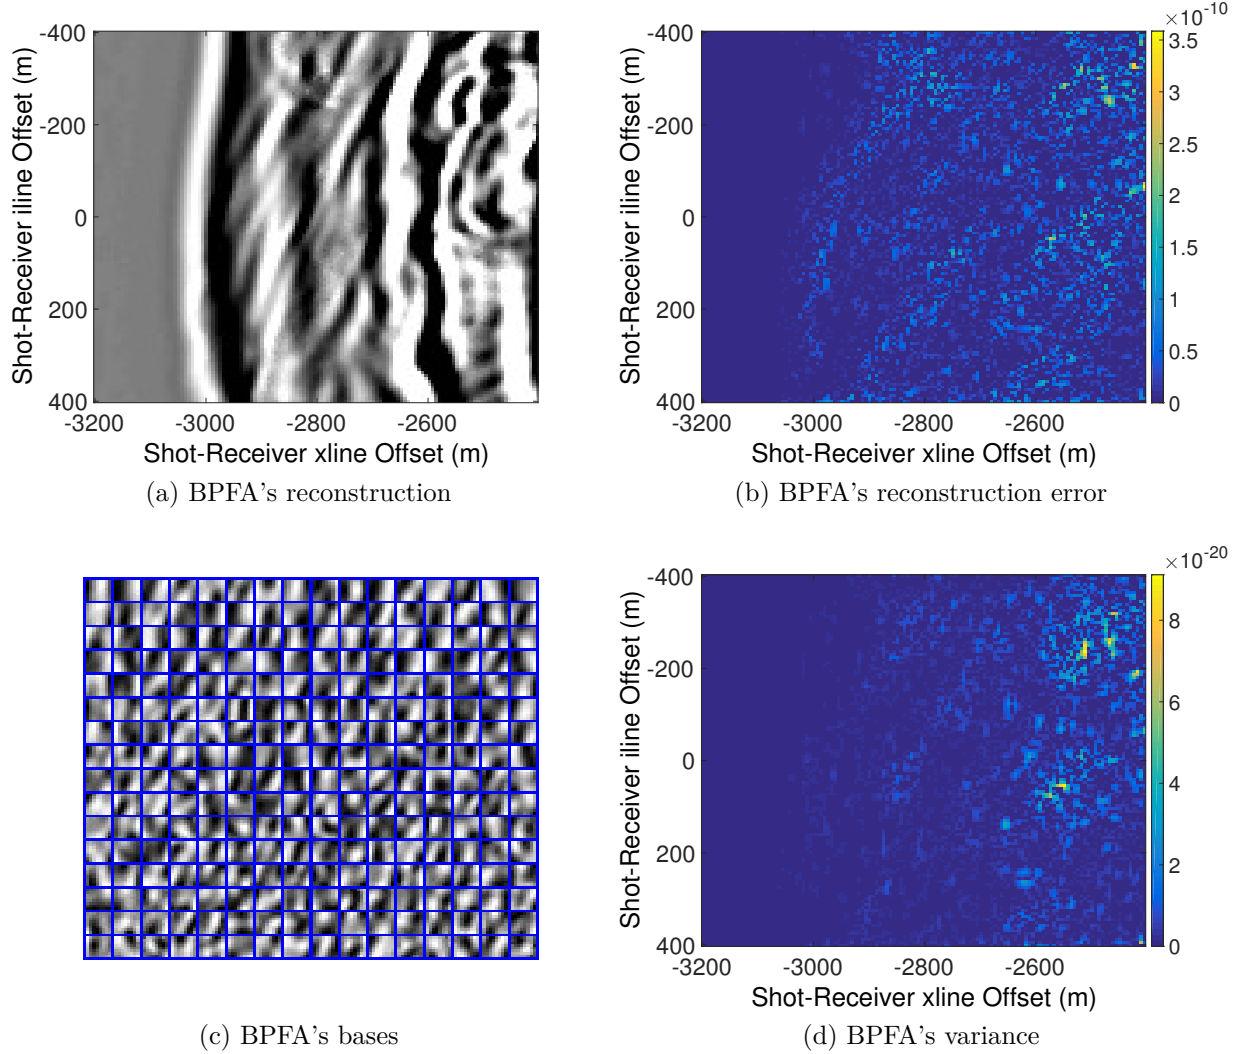 -400
-200
0
200
400
Shot-Receiver iline Offset (m)
-3200 -3000 -2800 -2600
Shot-Receiver xline Offset (m)
(a) BPFA's reconstruction
×10-10
-400
-200
0
200
400
Shot-Receiver iline Offset (m)
3.5
3
2.5
2
1.5
1
0.5
0
-3200 -3000 -2800 -2600
Shot-Receiver xline Offset (m)
(b) BPFA's reconstruction error
(c) BPFA's bases
×10-20
-400
-200
0
200
400
Shot-Receiver iline Offset (m)
8
6
4
2
0
-3200 -3000 -2800 -2600
Shot-Receiver xline Offset (m)
(d) BPFA's variance